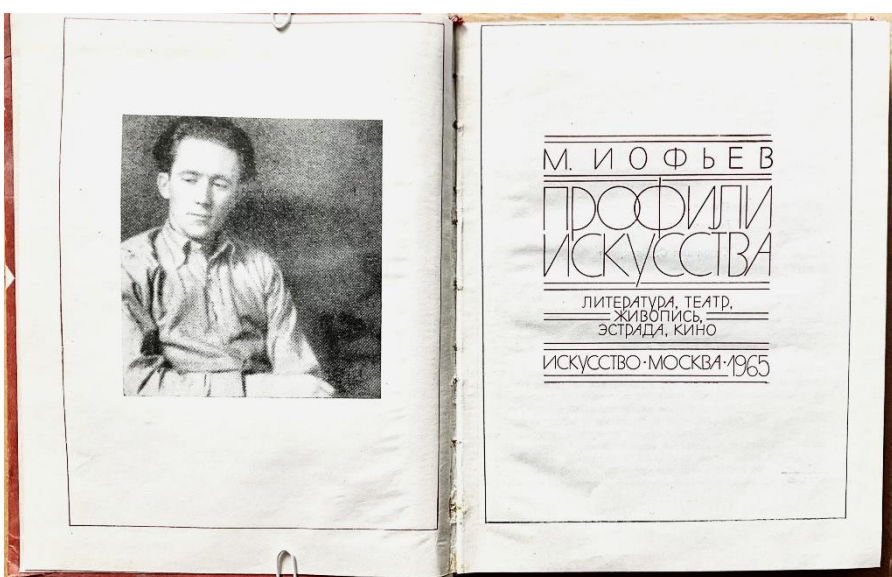 М. ИОФЬЕВ
ПРОФИЛИ
ИСКУССТВА
ЛИТЕРАТУРА, ТЕАТР,
ЖИВОПИСЬ,
ЭСТРАДА, КИНО
ИСКУССТВО·МОСКВА·1965